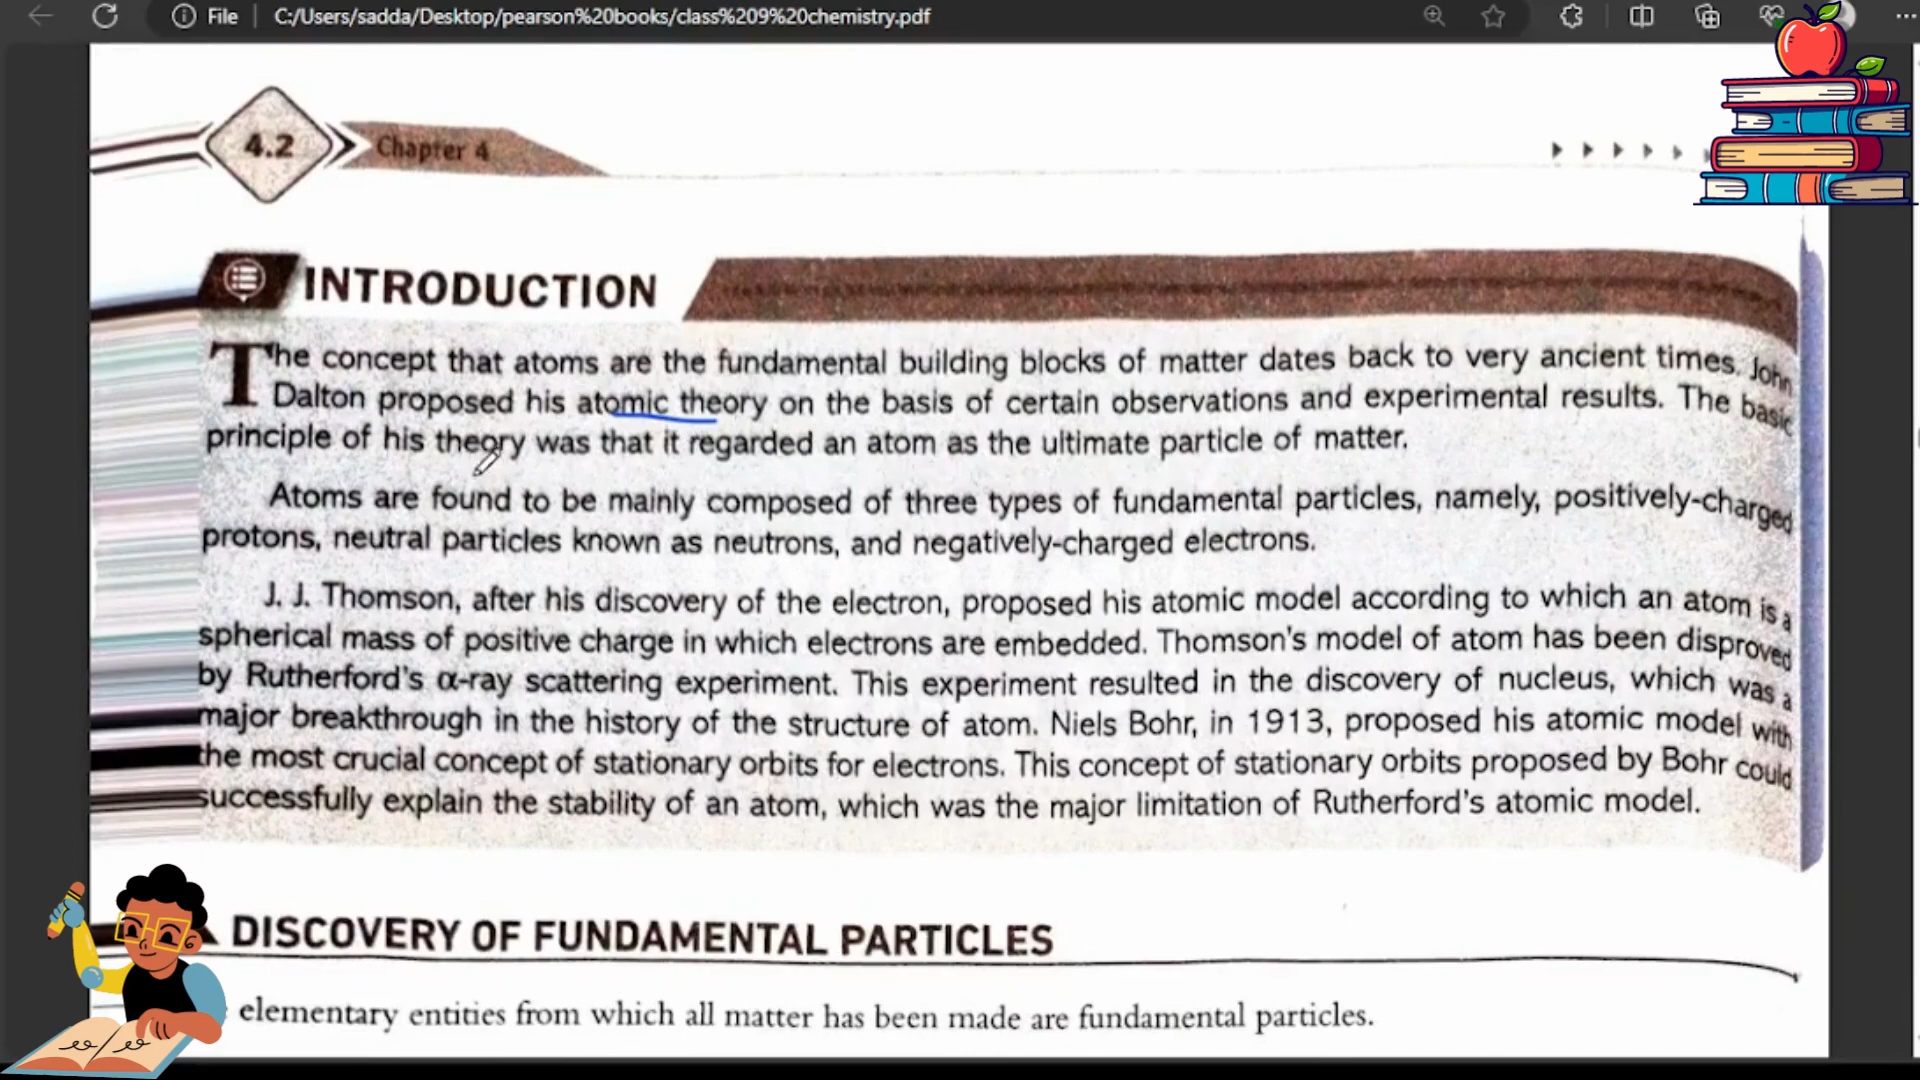 File | C:/Users/sadda/Desktop/pearson%20books/class%209%20chemistry.pdf
4.2 Chapter 4
INTRODUCTION
The concept that atoms are the fundamental building blocks of matter dates back to very ancient times. John
Dalton proposed his atomic theory on the basis of certain observations and experimental results. The basic
principle of his theory was that it regarded an atom as the ultimate particle of matter.
Atoms are found to be mainly composed of three types of fundamental particles, namely, positively-charged
protons, neutral particles known as neutrons, and negatively-charged electrons.
J. J. Thomson, after his discovery of the electron, proposed his atomic model according to which an atom is a
spherical mass of positive charge in which electrons are embedded. Thomson's model of atom has been disproved
by Rutherford's α-ray scattering experiment. This experiment resulted in the discovery of nucleus, which was a
major breakthrough in the history of the structure of atom. Niels Bohr, in 1913, proposed his atomic model with
the most crucial concept of stationary orbits for electrons. This concept of stationary orbits proposed by Bohr could
successfully explain the stability of an atom, which was the major limitation of Rutherford's atomic model.
DISCOVERY OF FUNDAMENTAL PARTICLES
elementary entities from which all matter has been made are fundamental particles.